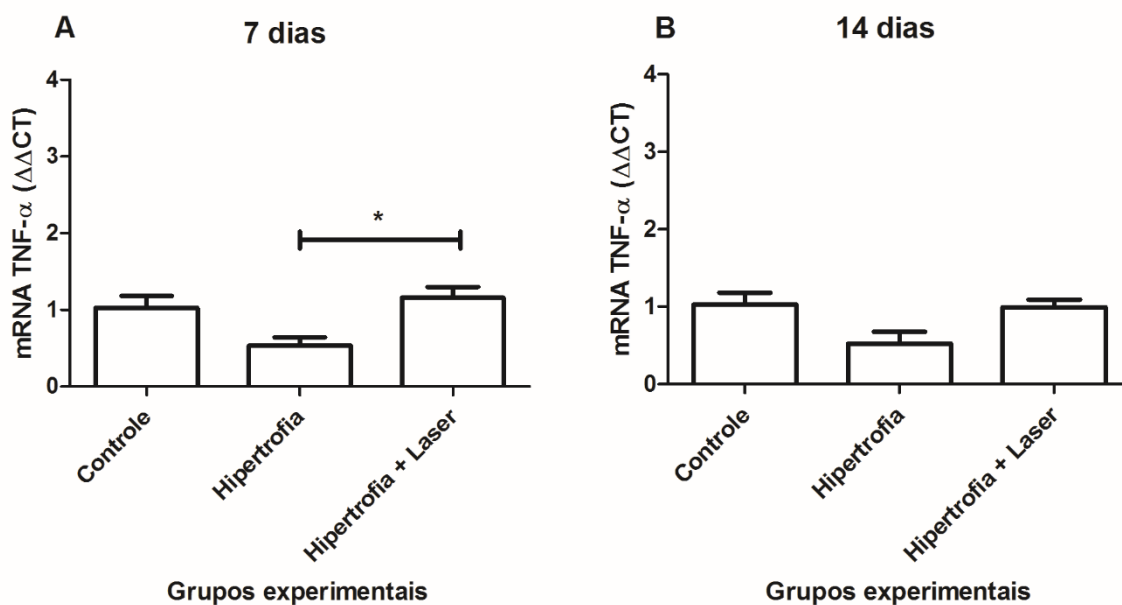 A
7 dias
mRNA TNF-α (ΔΔCT)
4
3
2
1
0
*
Controle
Hipertrofia
Hipertrofia + Laser
Grupos experimentais
B
14 dias
mRNA TNF-α (ΔΔCT)
4
3
2
1
0
Controle
Hipertrofia
Hipertrofia + Laser
Grupos experimentais